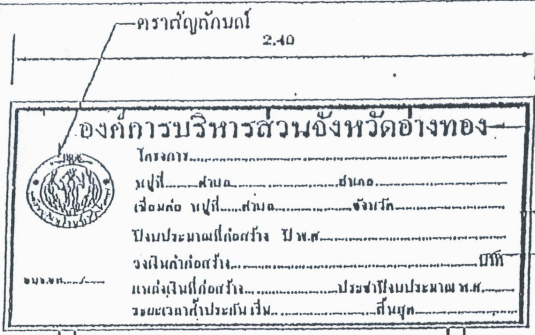 ตราสัญลักษณ์
2.40
องค์การบริหารส่วนจังหวัดอ่างทอง
โครงการ
หมู่ที่........ตำบล....................อำเภอ
เชื่อมต่อ หมู่ที่......ตำบล....................จังหวัด
ปีงบประมาณที่ก่อสร้าง ปี พ.ศ.
วงเงินค่าก่อสร้าง....................บาท
แหล่งเงินที่ก่อสร้าง....................ประจำปีงบประมาณ พ.ศ.
ระยะเวลาค้ำประกัน เริ่ม....................สิ้นสุด